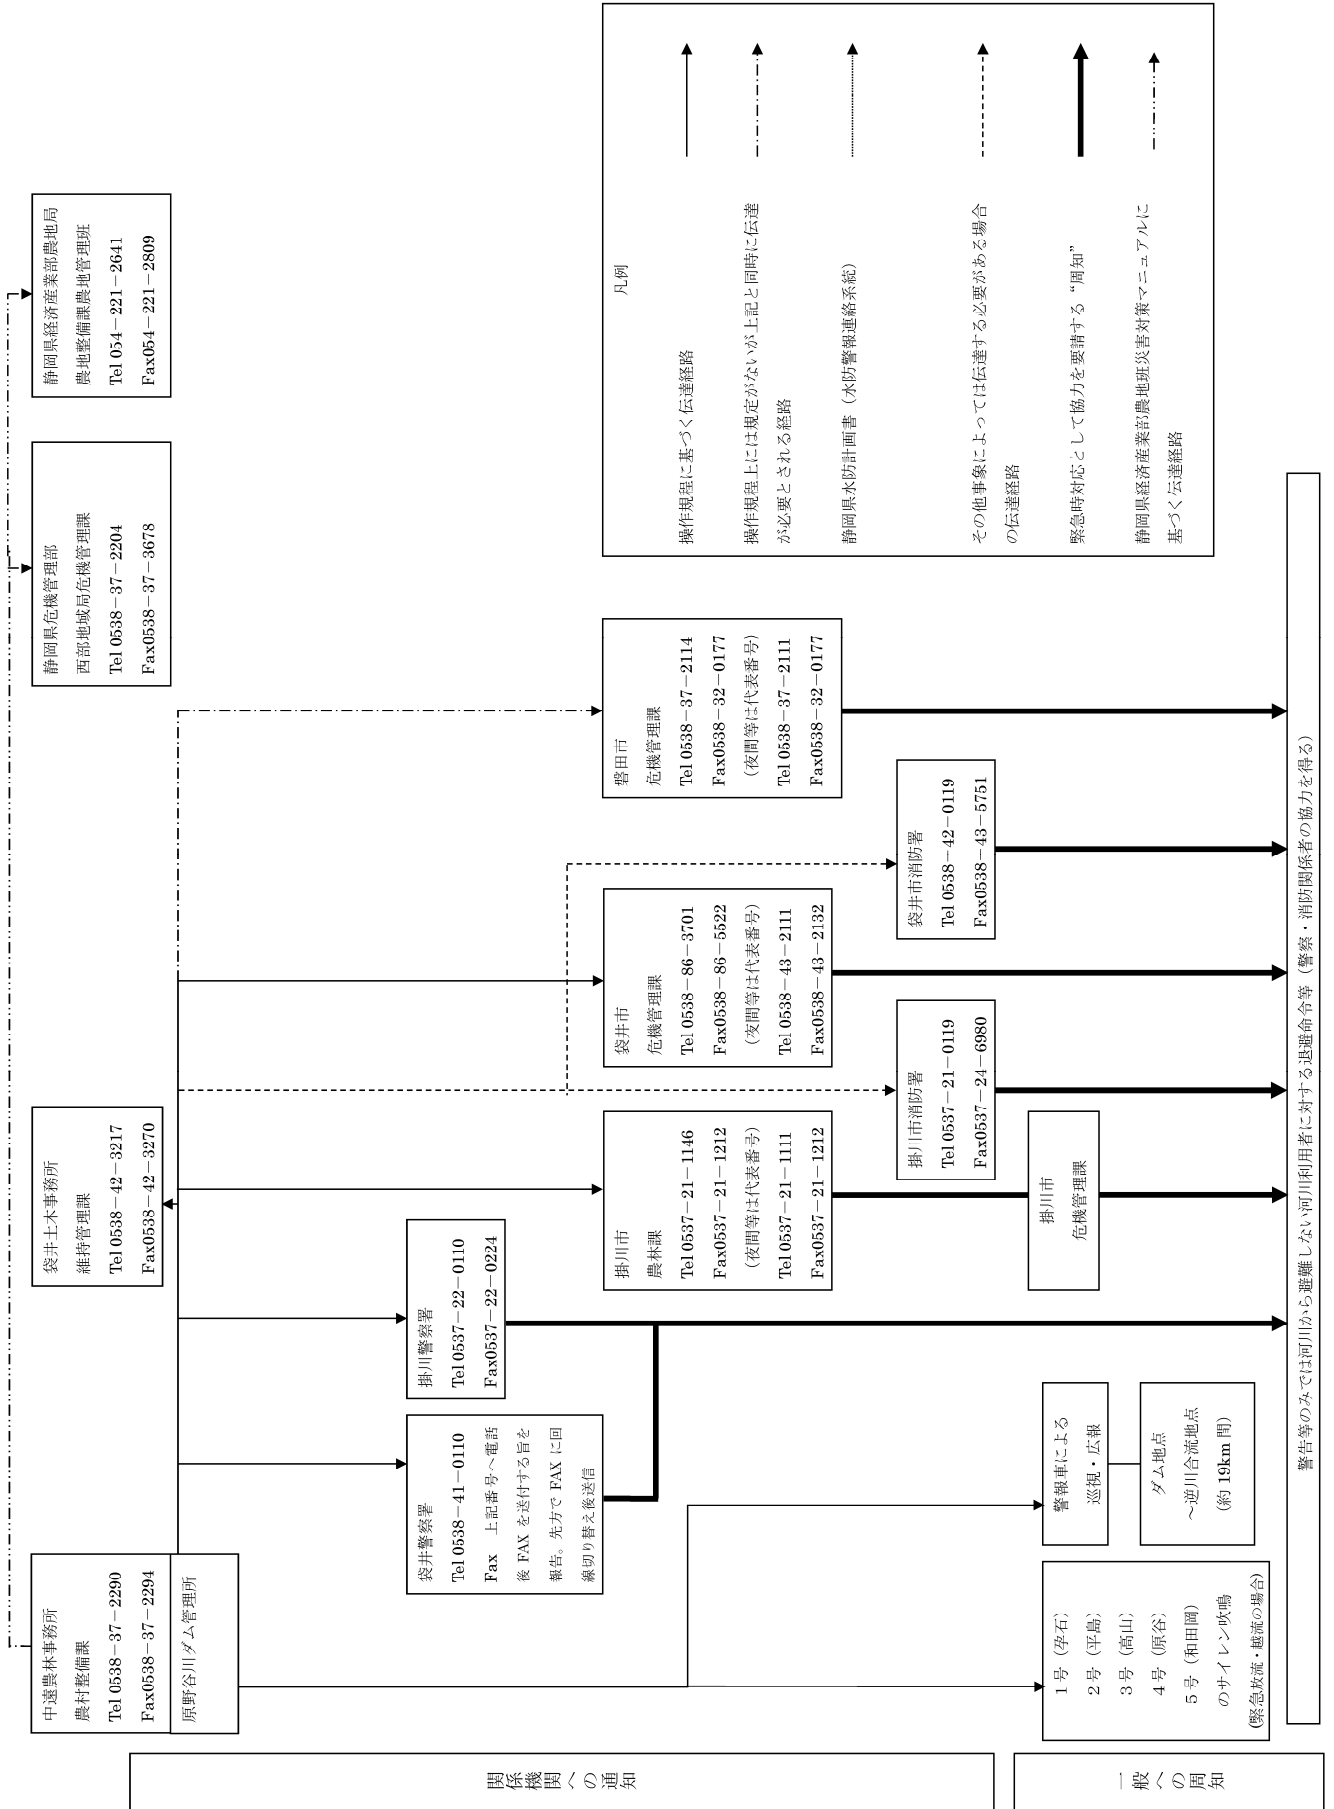 関係機関への通知
一般への周知
中遠農林事務所
農村整備課
Tel 0538－37－2290
Fax0538－37－2294
原野谷川ダム管理所
袋井土木事務所
維持管理課
Tel 0538－42－3217
Fax0538－42－3270
静岡県危機管理部
西部地域局危機管理課
Tel 0538－37－2204
Fax0538－37－3678
静岡県経済産業部農地局
農地整備課農地管理班
Tel 054－221－2641
Fax054－221－2809
袋井警察署
Tel 0538－41－0110
Fax 上記番号へ電話
後 FAX を送付する旨を
報告。先方で FAX に回
線切り替え後送信
掛川警察署
Tel 0537－22－0110
Fax0537－22－0224
掛川市
農林課
Tel 0537－21－1146
Fax0537－21－1212
（夜間等は代表番号）
Tel 0537－21－1111
Fax0537－21－1212
袋井市
危機管理課
Tel 0538－86－3701
Fax0538－86－5522
（夜間等は代表番号）
Tel 0538－43－2111
Fax0538－43－2132
磐田市
危機管理課
Tel 0538－37－2114
Fax0538－32－0177
（夜間等は代表番号）
Tel 0538－37－2111
Fax0538－32－0177
掛川市消防署
Tel 0537－21－0119
Fax0537－24－6980
袋井市消防署
Tel 0538－42－0119
Fax0538－43－5751
掛川市
危機管理課
1号（孕石）
2号（平島）
3号（高山）
4号（原谷）
5号（和田岡）
のサイレン吹鳴
(緊急放流・越流の場合)
警報車による
巡視・広報
ダム地点
～逆川合流地点
（約 19km 間）
警告等のみでは河川から避難しない河川利用者に対する退避命令等（警察・消防関係者の協力を得る）
凡例
操作規程に基づく伝達経路
操作規程上には規定がないが上記と同時に伝達
が必要とされる経路
静岡県水防計画書（水防警報連絡系統）
その他事象によっては伝達する必要がある場合
の伝達経路
緊急時対応として協力を要請する“周知”
静岡県経済産業部農地班災害対策マニュアルに
基づく伝達経路